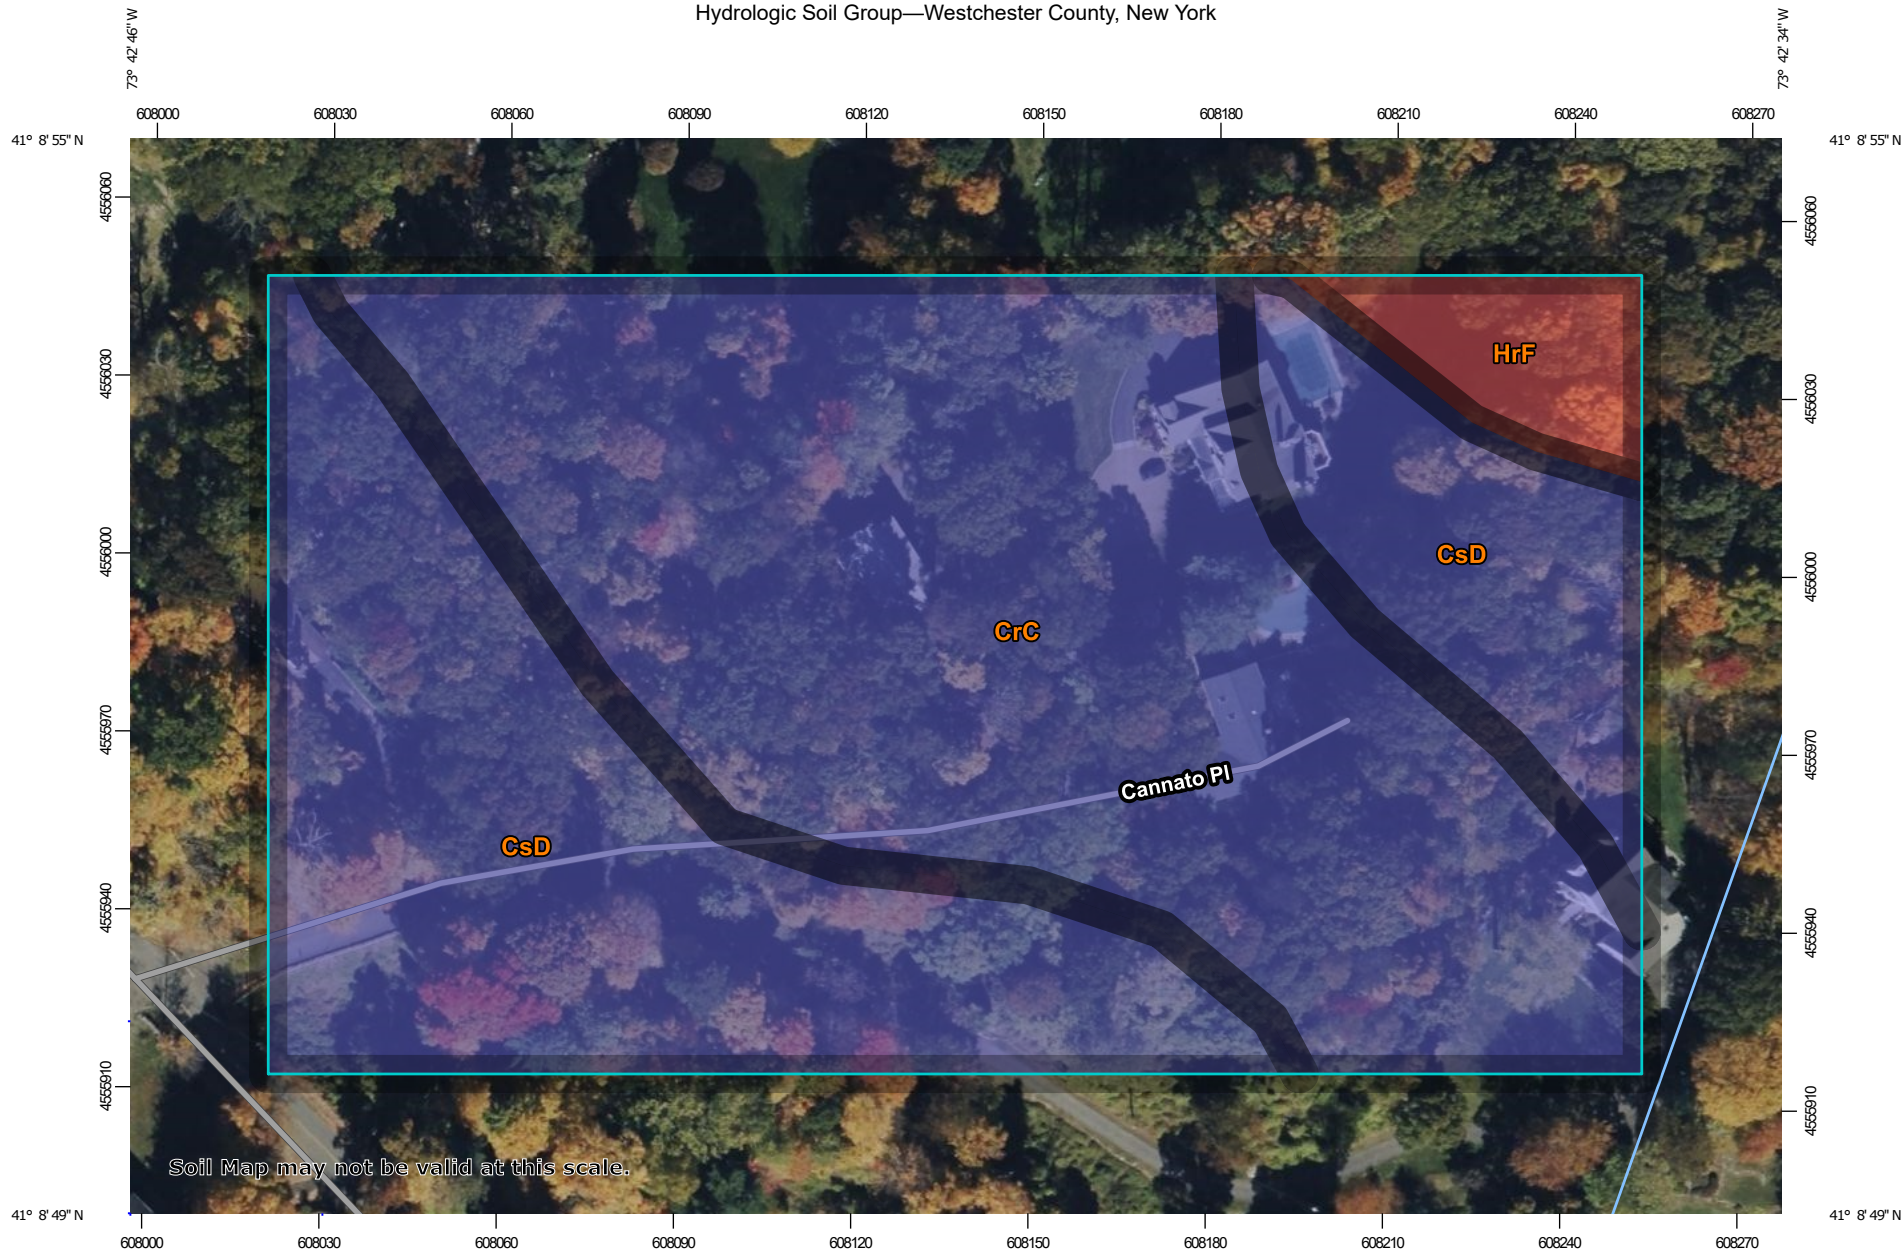 Hydrologic Soil Group—Westchester County, New York
73° 42' 46'' W
73° 42' 34'' W
608000 608030 608060 608090 608120 608150 608180 608210 608240 608270
41° 8' 55'' N
41° 8' 55'' N
4556060
4556060
HrF
4556030
4556030
4556000
CsD
4556000
CrC
4555970
4555970
Cannato Pl
CsD
4555940
4555940
4555910
4555910
Soil Map may not be valid at this scale.
41° 8' 49'' N
41° 8' 49'' N
608000 608030 608060 608090 608120 608150 608180 608210 608240 608270